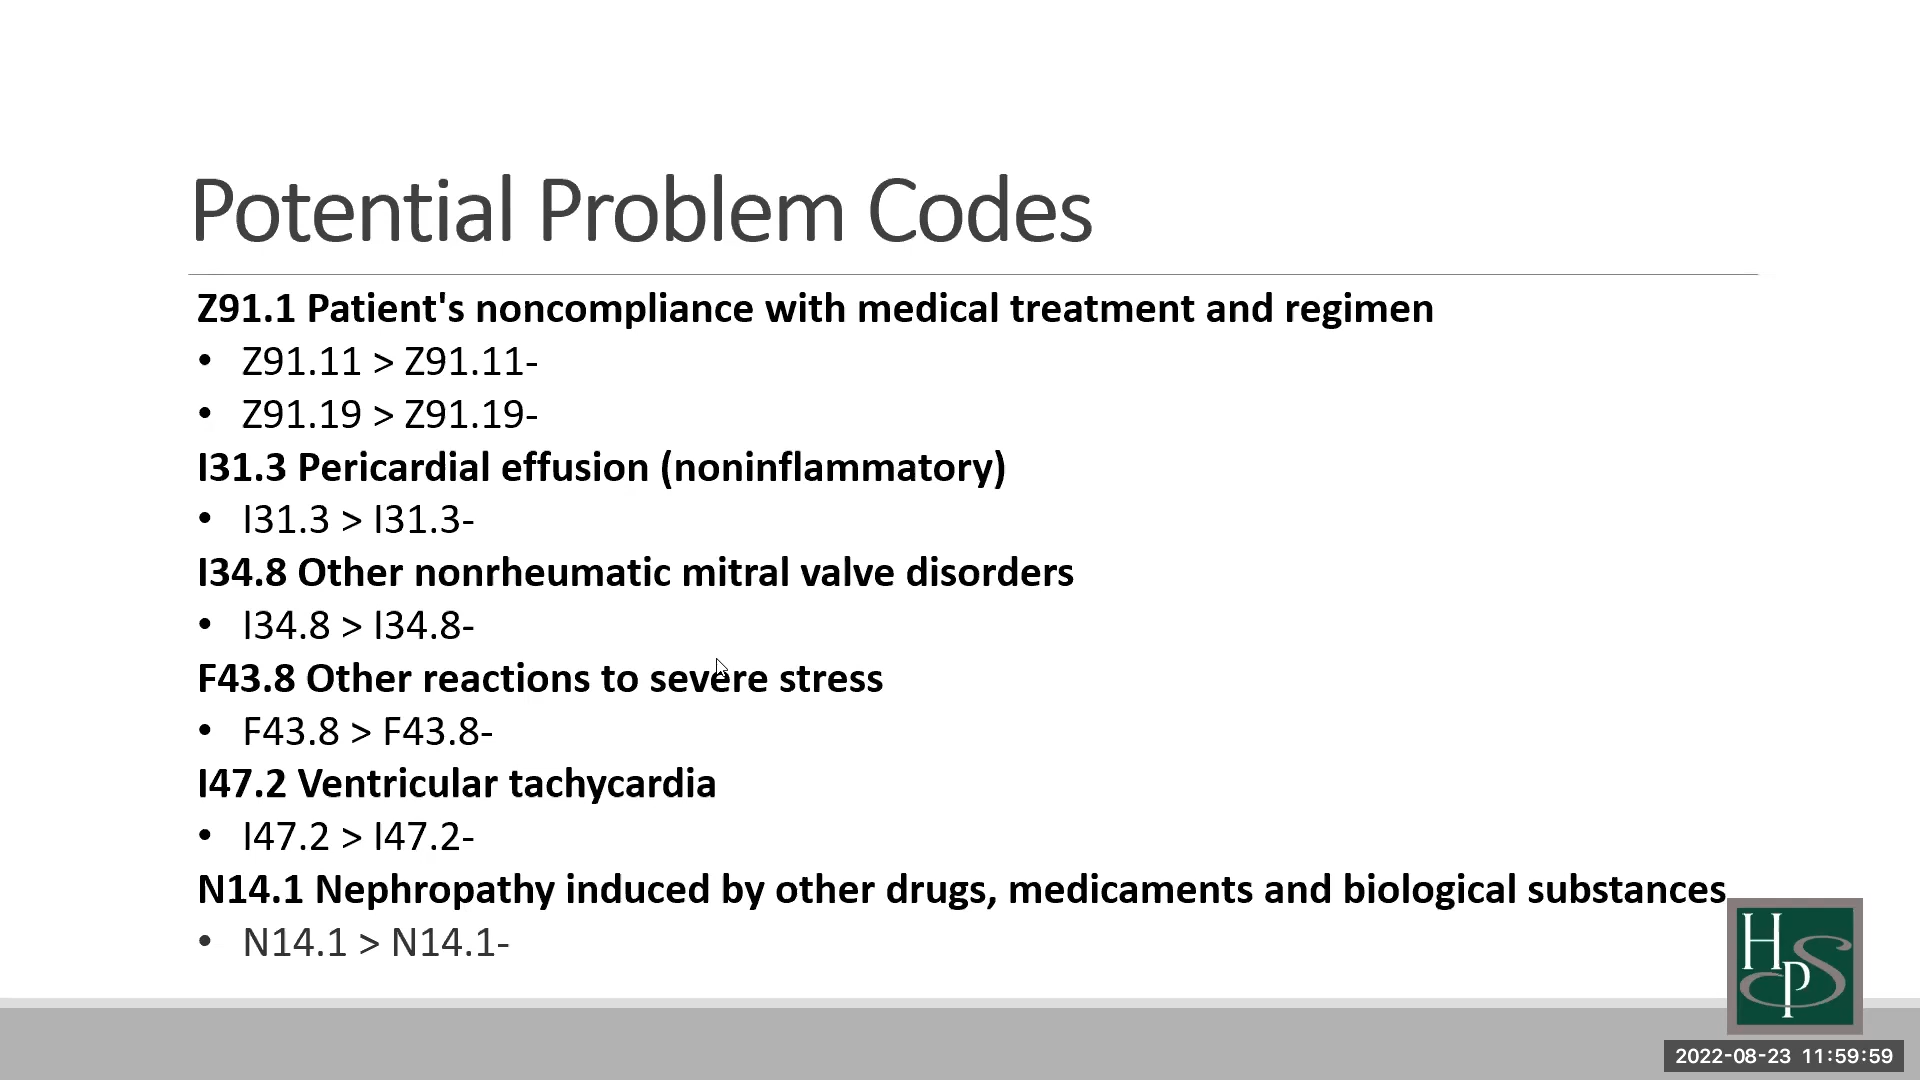 Potential Problem Codes
Z91.1 Patient's noncompliance with medical treatment and regimen
• Z91.11 > Z91.11-
• Z91.19 > Z91.19-
I31.3 Pericardial effusion (noninflammatory)
• I31.3 > I31.3-
I34.8 Other nonrheumatic mitral valve disorders
• I34.8 > I34.8-
F43.8 Other reactions to severe stress
• F43.8 > F43.8-
I47.2 Ventricular tachycardia
• I47.2 > I47.2-
N14.1 Nephropathy induced by other drugs, medicaments and biological substances
• N14.1 > N14.1-
HPS
2022-08-23 11:59:59